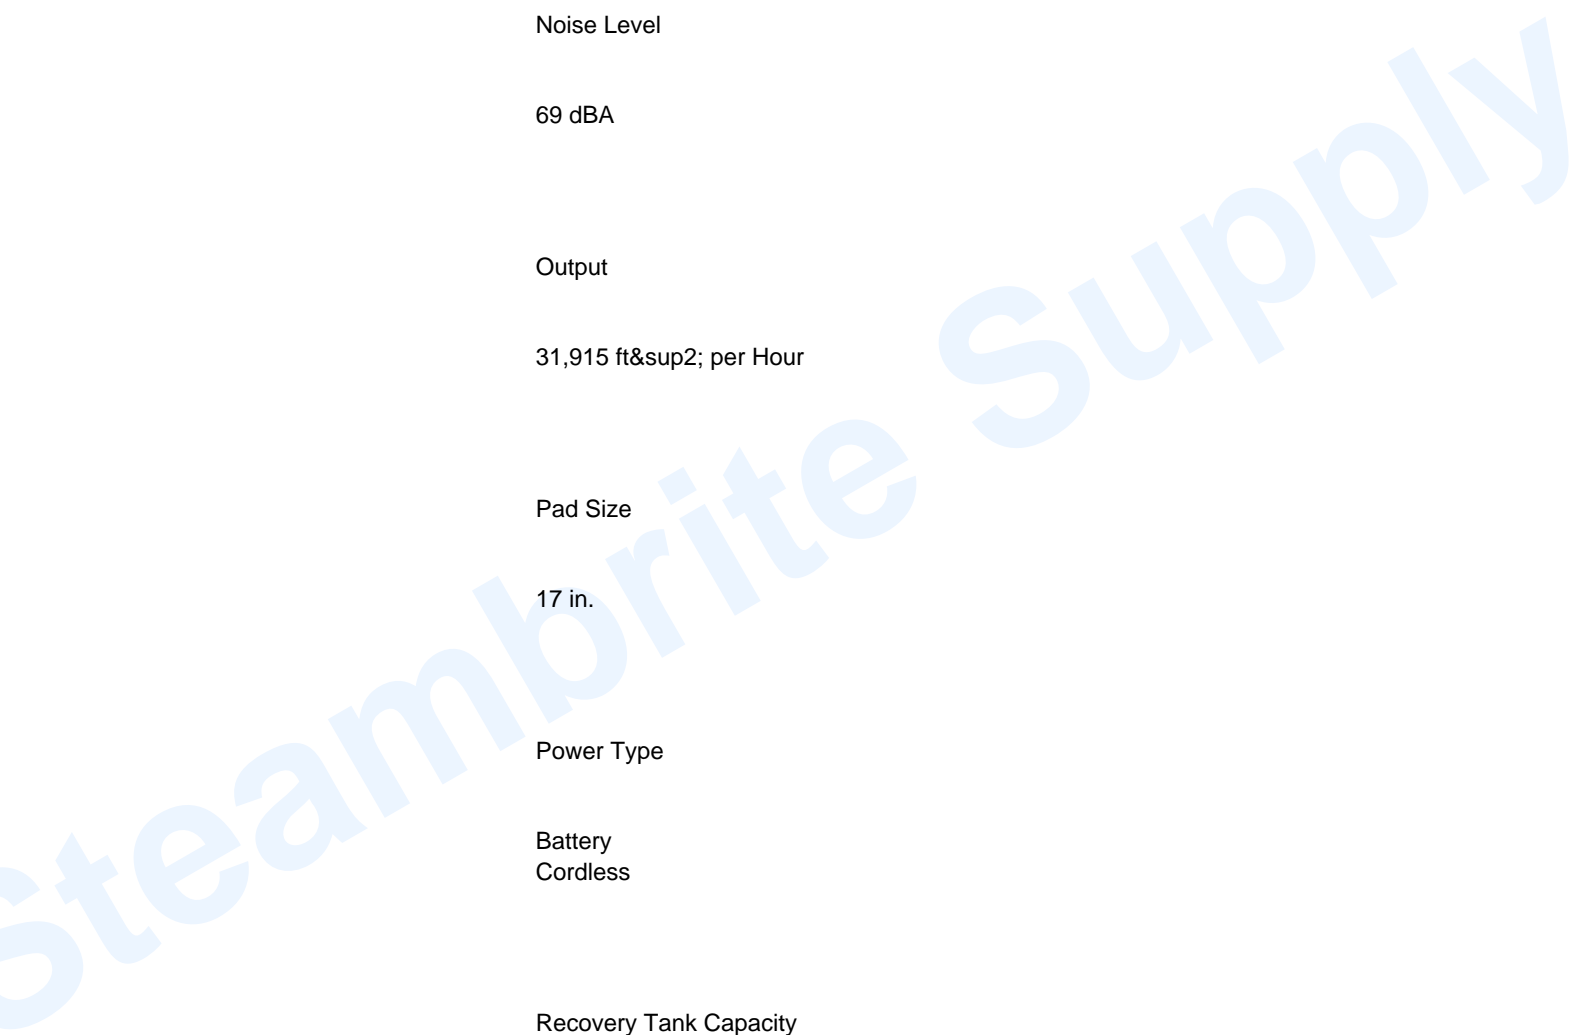 Noise Level
69 dBA
Output
31,915 ft&sup2; per Hour
Pad Size
17 in.
Power Type
Battery
Cordless
Recovery Tank Capacity
Steambrite Supply